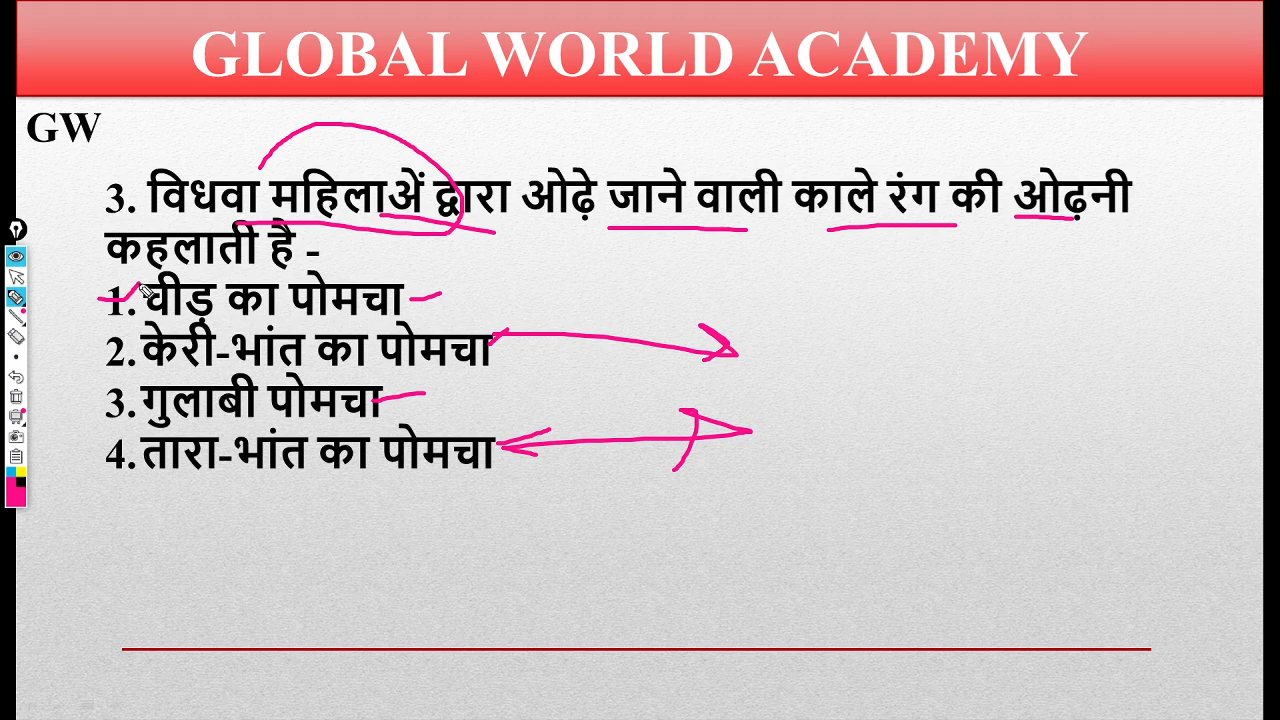 GLOBAL WORLD ACADEMY
GW
3. विधवा महिलाअें द्वारा ओढ़े जाने वाली काले रंग की ओढ़नी
कहलाती है -
1. चीड़ का पोमचा
2. केरी-भांत का पोमचा
3. गुलाबी पोमचा
4. तारा-भांत का पोमचा